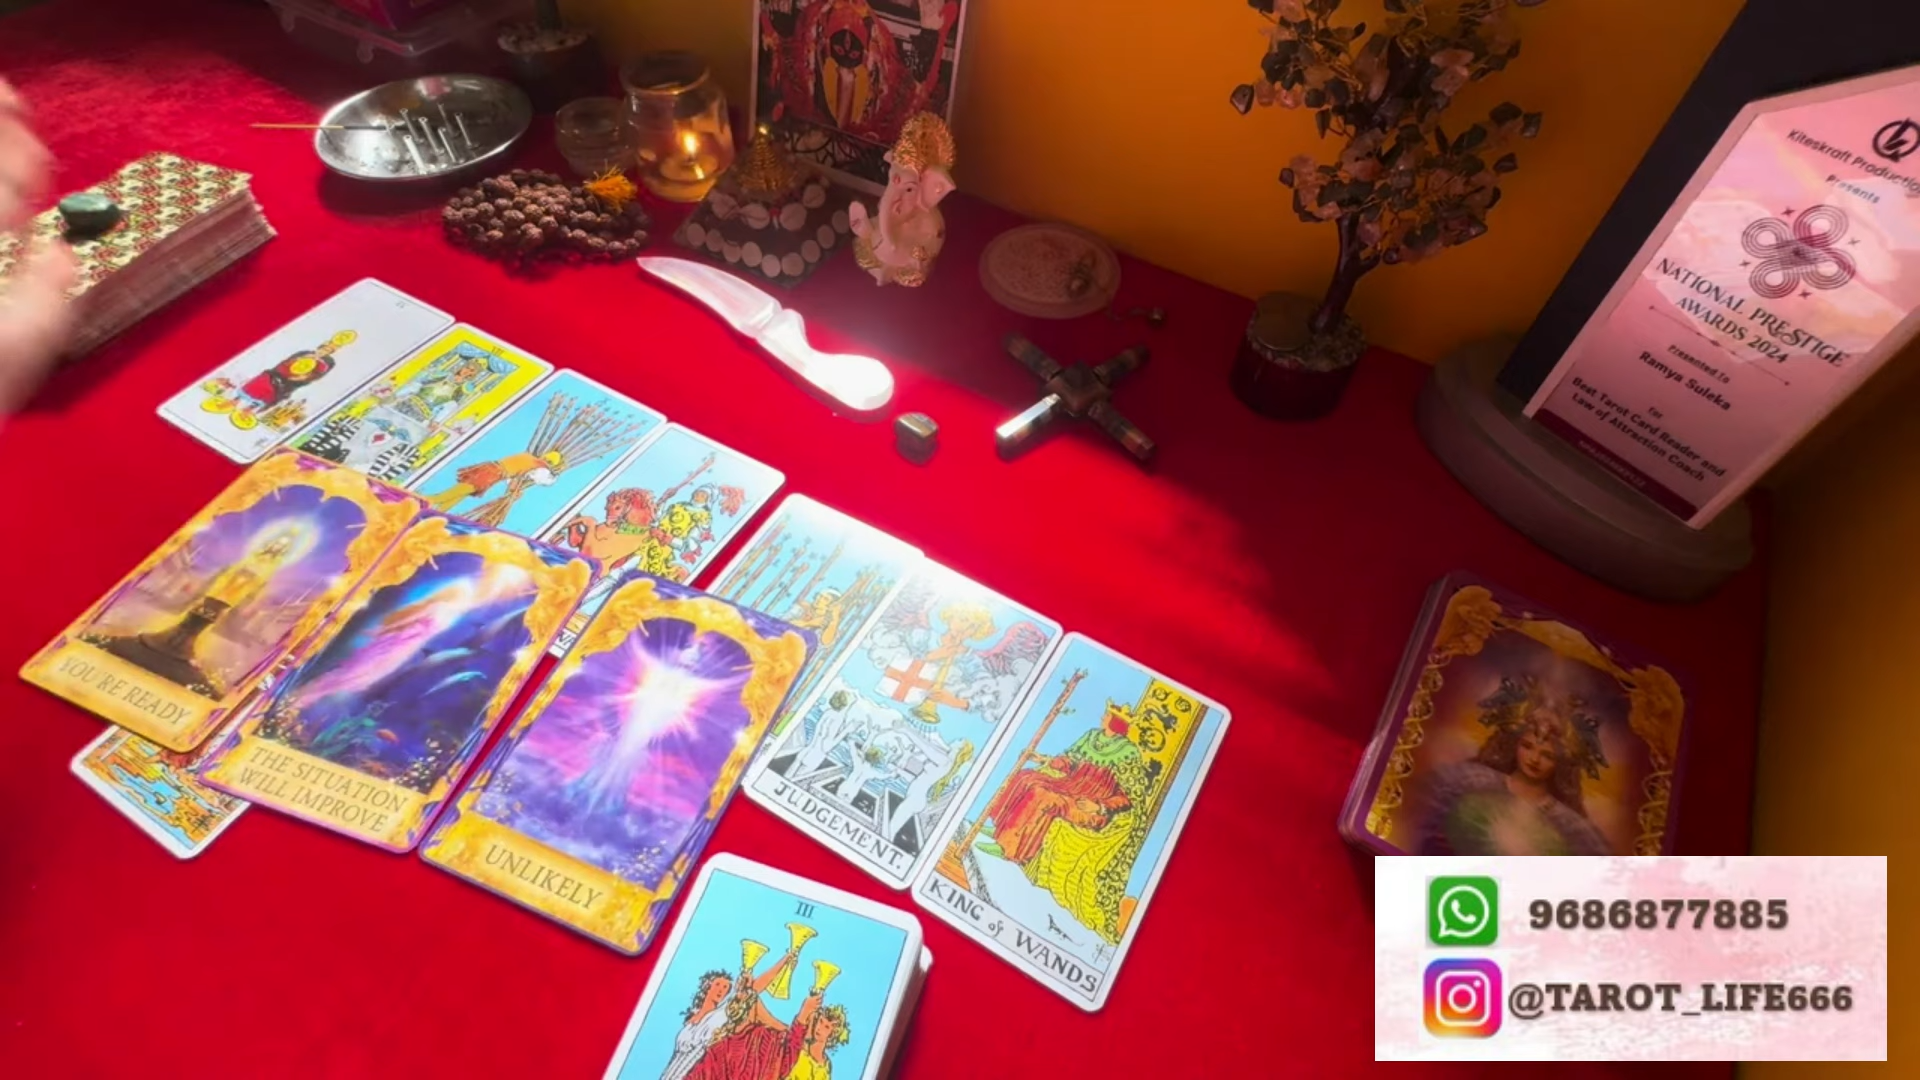 Kiteskraft Productio
Presents
NATIONAL PRESTIGE
AWARDS 2024
Presented to
Ramya Suleka
For
Best Tarot Card Reader and
Law of Attraction Coach
YOU'RE READY
THE SITUATION
WILL IMPROVE
UNLIKELY
JUDGEMENT.
KING of WANDS
III
9686877885
@TAROT_LIFE666